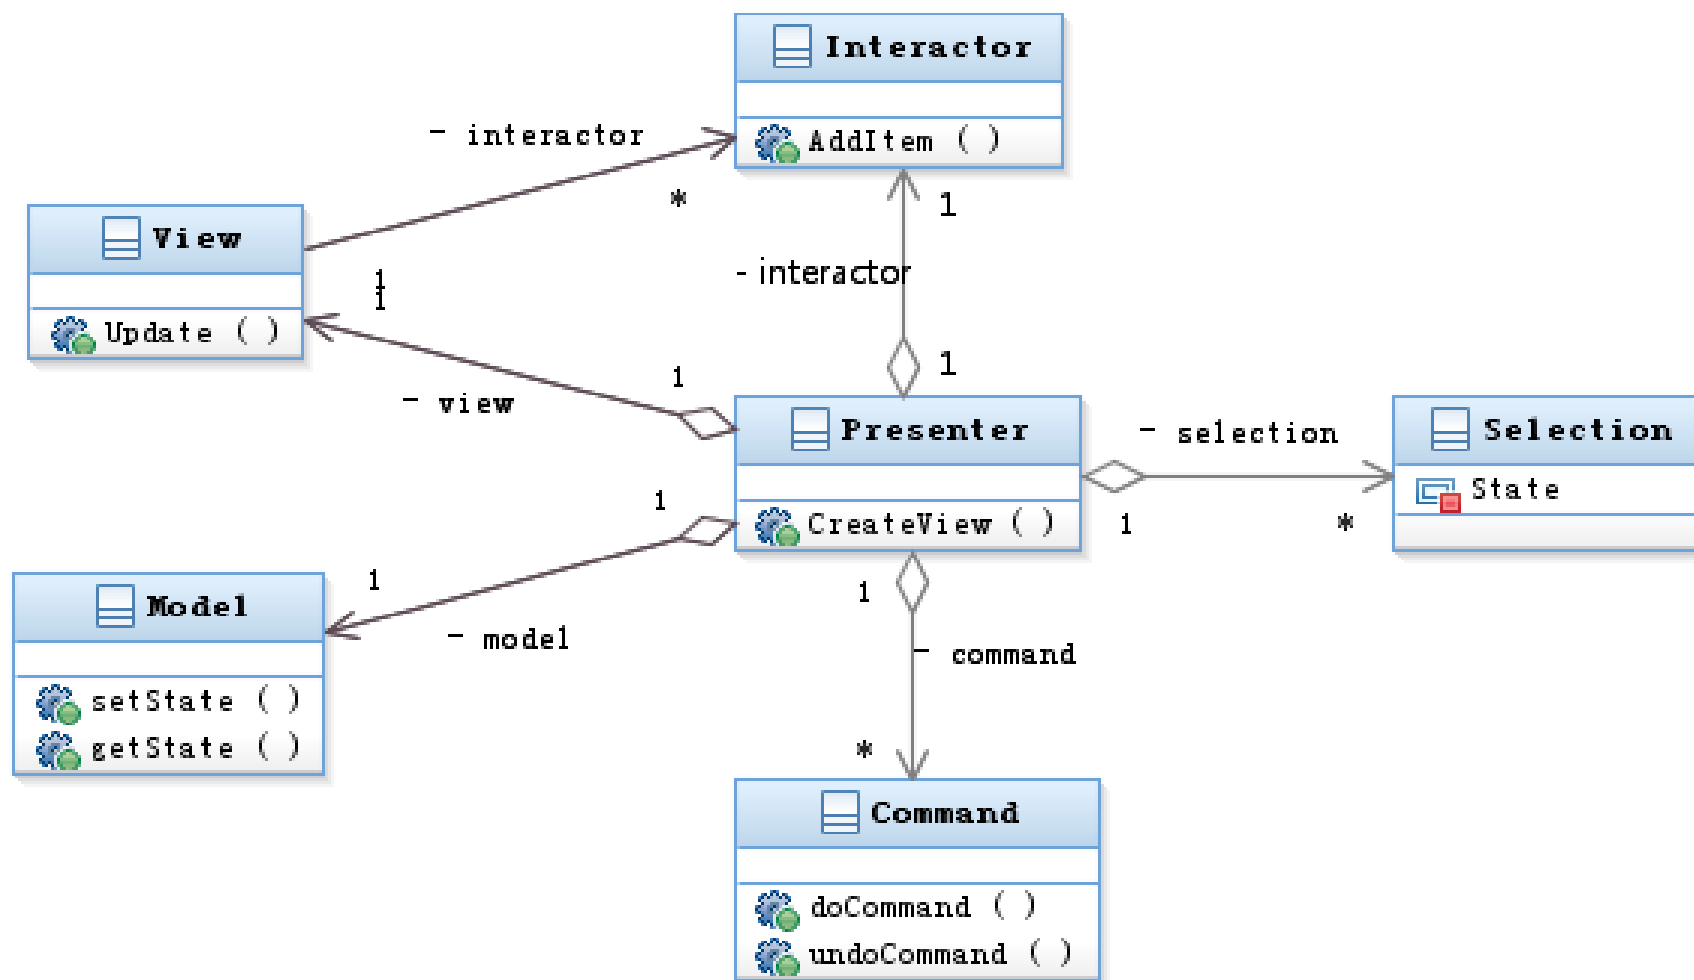 Interactor
AddItem ( )
- interactor
*
1
View
Update ( )
1
1
- interactor
1
1
- view
Presenter
CreateView ( )
- selection
1
*
Selection
State
1
1
- model
Model
setState ( )
getState ( )
1
- command
*
Command
doCommand ( )
undoCommand ( )